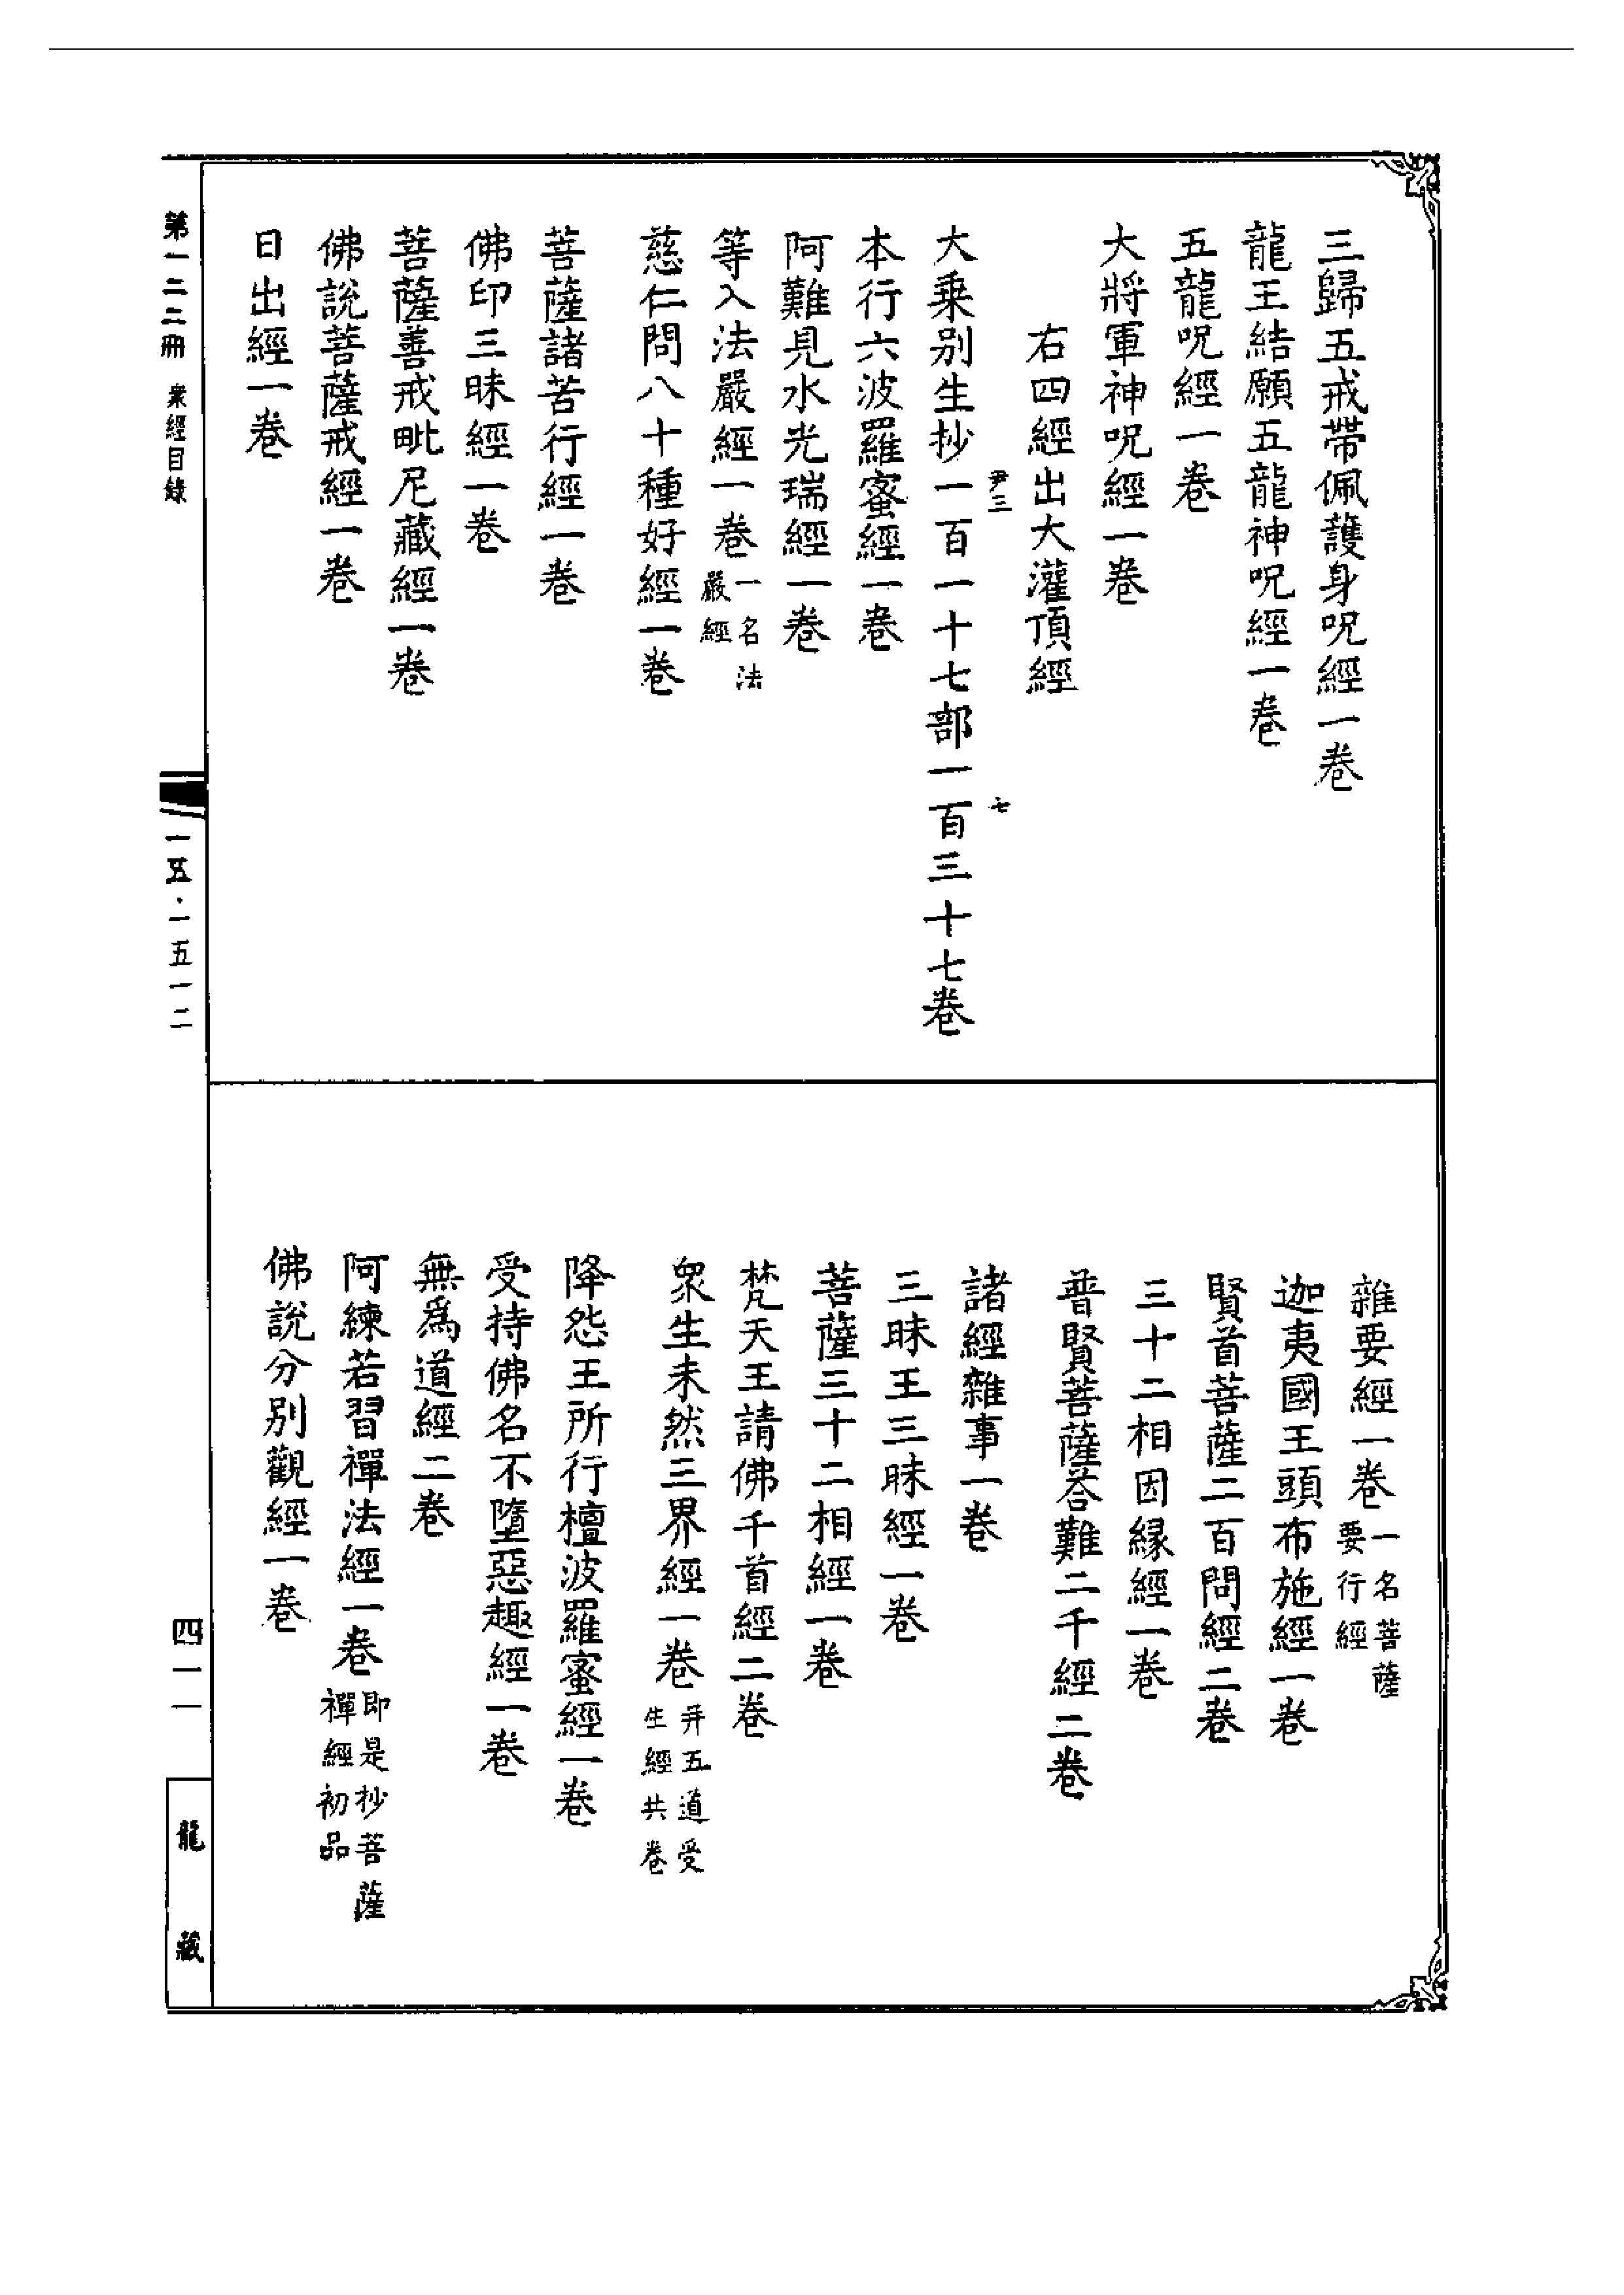 三歸五戒帶佩護身呪經一卷
龍王結願五龍神呪經一卷
五龍呪經一卷
大將軍神呪經一卷
右四經出大灌頂經
尹三 七
大乗別生抄一百一十七部一百三十七卷
本行六波羅蜜經一卷
阿難見水光瑞經一卷
等入法嚴經一卷一名法嚴經
慈仁問八十種好經一卷
菩薩諸苦行經一卷
佛印三昧經一卷
菩薩善戒毗尼藏經一卷
佛說菩薩戒經一卷
日出經一卷
雜要經一卷一名菩薩要行經
迦夷國王頭布施經一卷
賢首菩薩二百問經二卷
三十二相因緣經一卷
普賢菩薩荅難二千經二卷
諸經雜事一卷
三昧王三昧經一卷
菩薩三十二相經一卷
梵天王請佛千首經二卷
衆生未然三界經一卷并五道受生經共卷
降怨王所行檀波羅蜜經一卷
受持佛名不墮惡趣經一卷
無爲道經二卷
阿練若習禪法經一卷即是抄菩薩禪經初品
佛說分別觀經一卷
第一二二冊 衆經目錄
一五·一五一二
四一一
龍藏